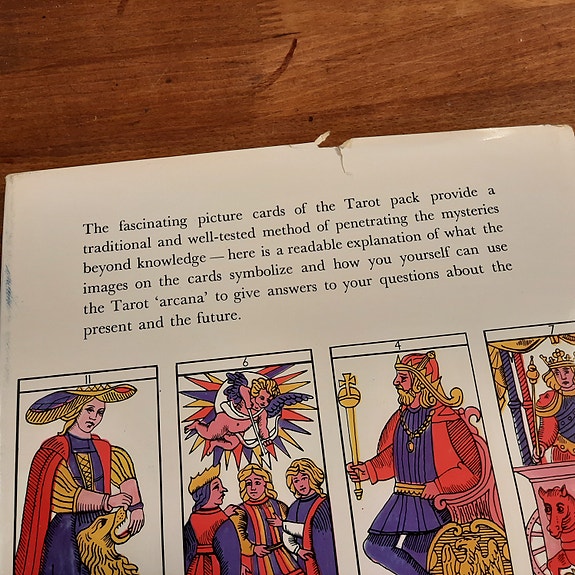 The fascinating picture cards of the Tarot pack provide a
traditional and well-tested method of penetrating the mysteries
beyond knowledge — here is a readable explanation of what the
images on the cards symbolize and how you yourself can use
the Tarot ‘arcana’ to give answers to your questions about the
present and the future.
11 6 4 7